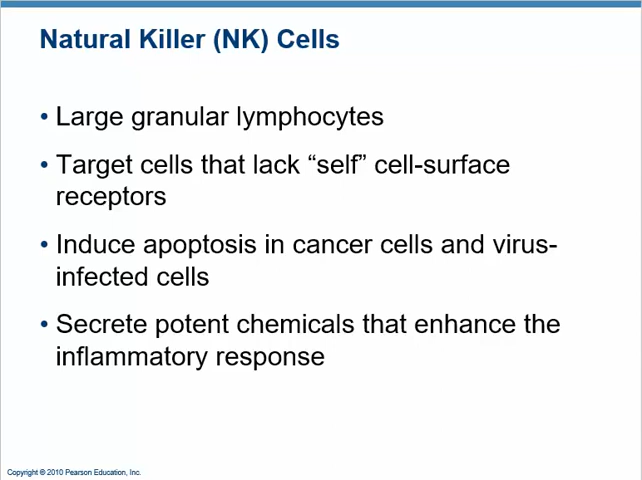 Natural Killer (NK) Cells
• Large granular lymphocytes
• Target cells that lack “self” cell-surface
receptors
• Induce apoptosis in cancer cells and virus-
infected cells
• Secrete potent chemicals that enhance the
inflammatory response
Copyright © 2010 Pearson Education, Inc.